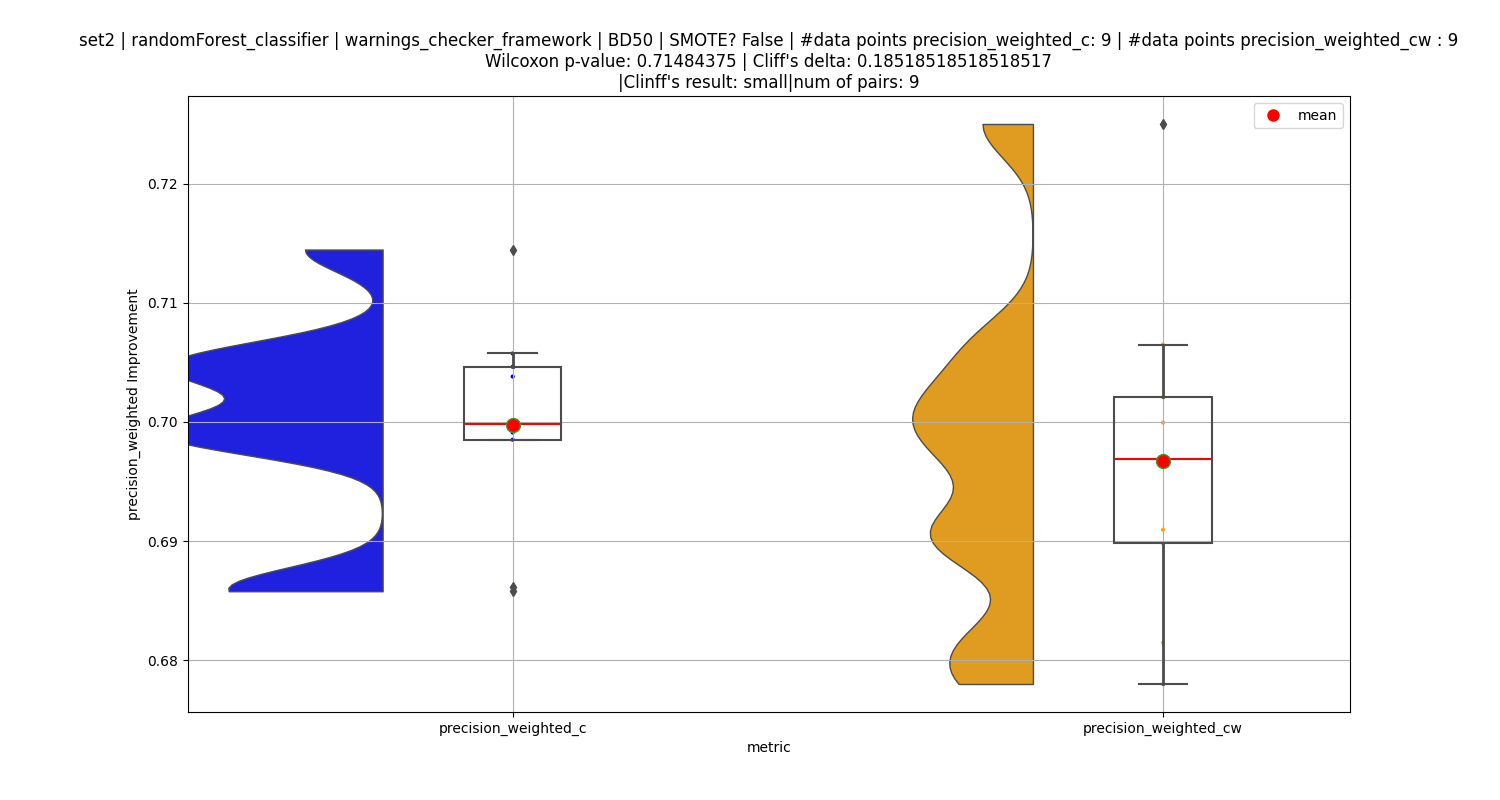 set2 | randomForest_classifier | warnings_checker_framework | BD50 | SMOTE? False | #data points precision_weighted_c: 9 | #data points precision_weighted_cw : 9
Wilcoxon p-value: 0.71484375 | Cliff's delta: 0.18518518518518517
|Clinff's result: small|num of pairs: 9
mean
0.72
0.71
0.70
0.69
0.68
precision_weighted Improvement
precision_weighted_c
precision_weighted_cw
metric